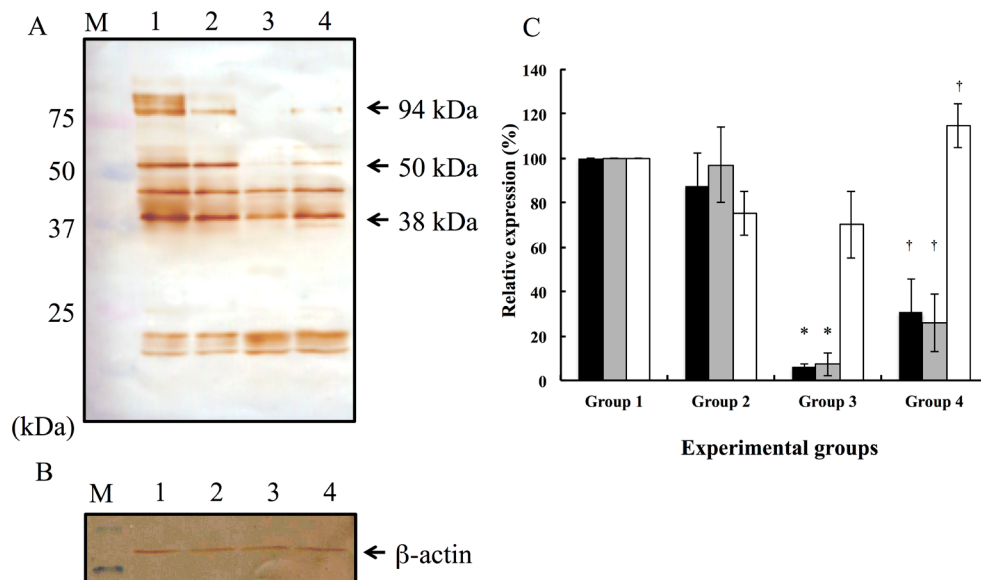 A
M 1 2 3 4
75
50
37
25
(kDa)
94 kDa
50 kDa
38 kDa
B
M 1 2 3 4
β-actin
C
Relative expression (%)
140
120
100
80
60
40
20
0
* *
† †
†
Group 1 Group 2 Group 3 Group 4
Experimental groups